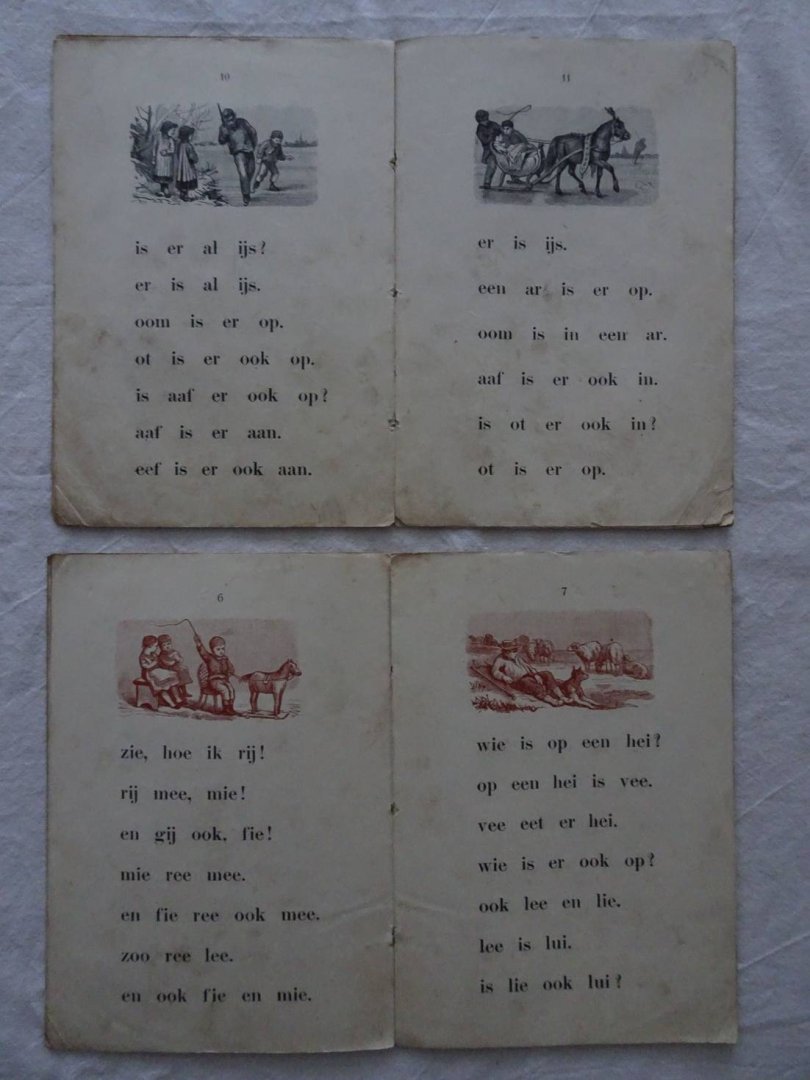 10
is er al ijs?
er is al ijs.
oom is er op.
ot is er ook op.
is aaf er ook op?
aaf is er aan.
eef is er ook aan.
11
er is ijs.
een ar is er op.
oom is in een ar.
aaf is er ook in.
is ot er ook in?
ot is er op.
6
zie, hoe ik rij!
rij mee, mie!
en gij ook, fie!
mie ree mee.
en fie ree ook mee.
zoo ree lee.
en ook fie en mie.
7
wie is op een hei?
op een hei is vee.
vee eet er hei.
wie is er ook op?
ook lee en lie.
lee is lui.
is lie ook lui?